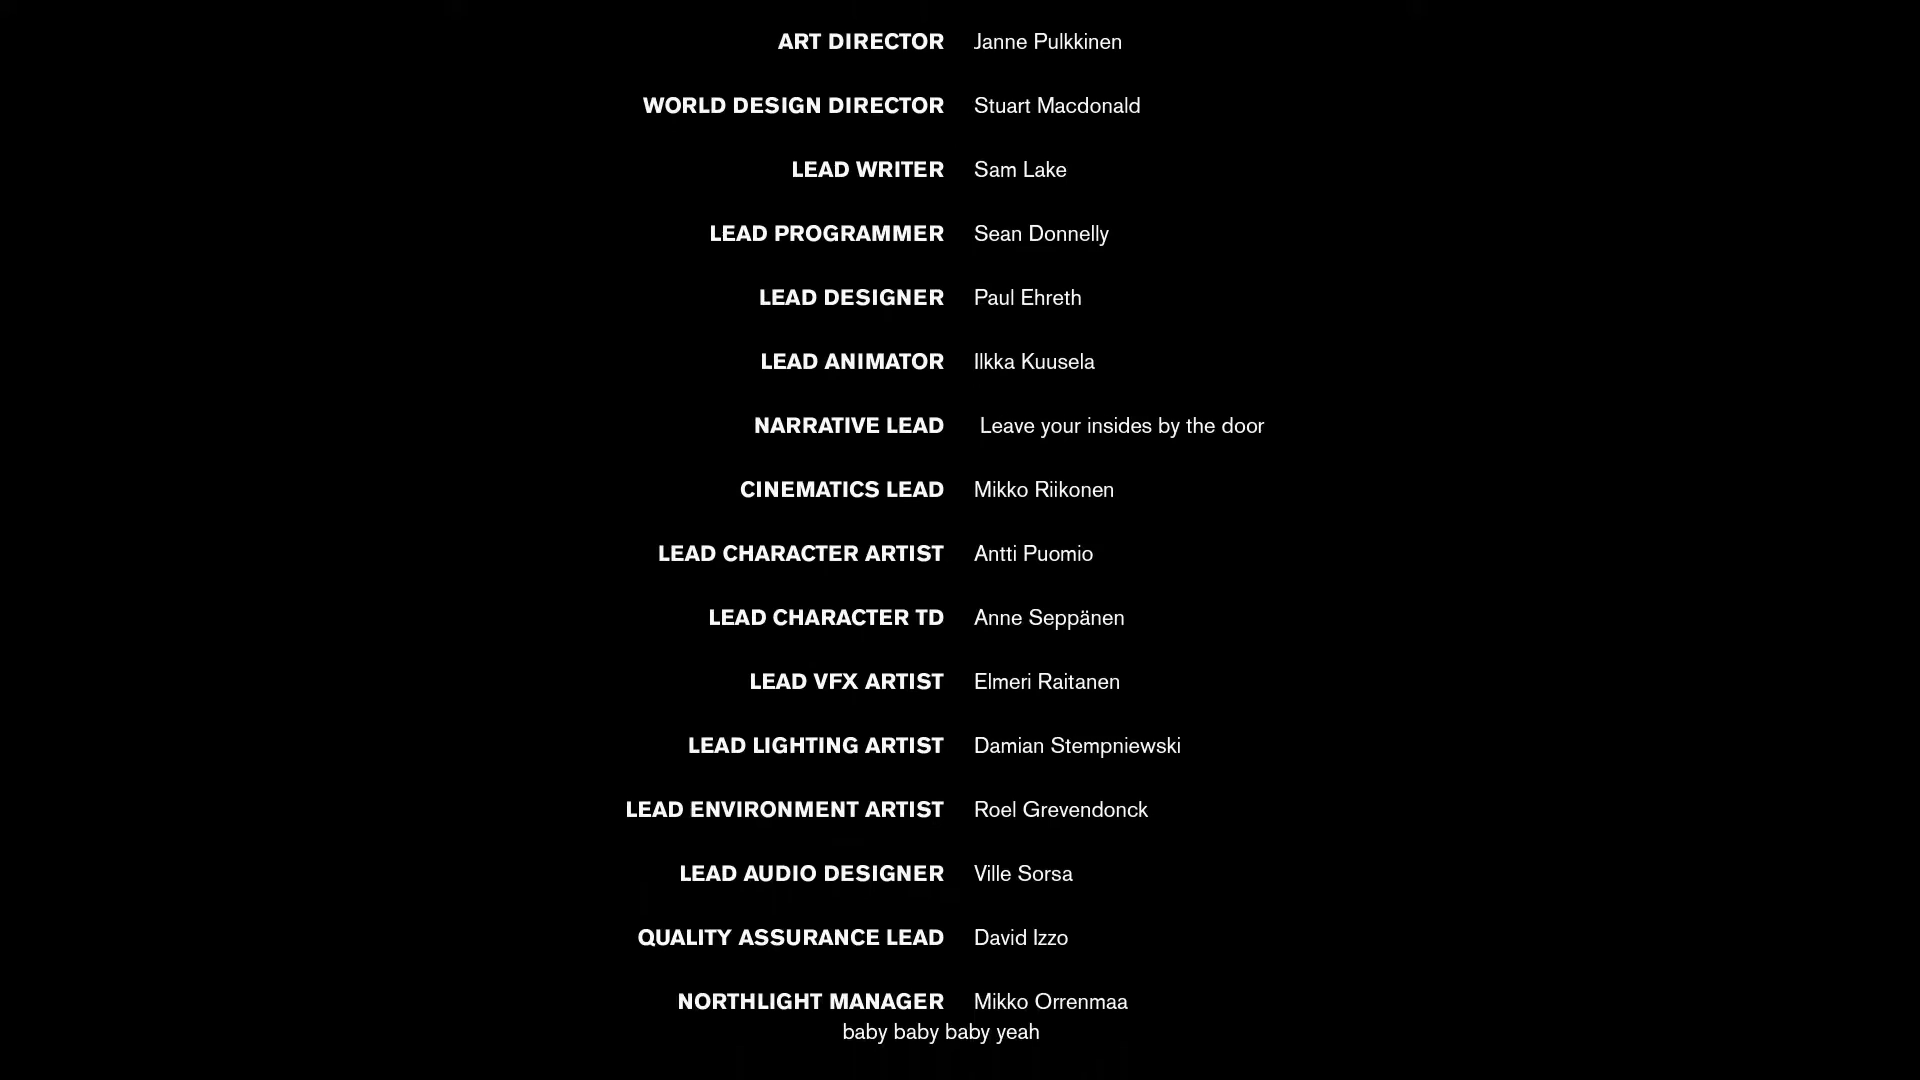 ART DIRECTOR Janne Pulkkinen
WORLD DESIGN DIRECTOR Stuart Macdonald
LEAD WRITER Sam Lake
LEAD PROGRAMMER Sean Donnelly
LEAD DESIGNER Paul Ehreth
LEAD ANIMATOR Ilkka Kuusela
NARRATIVE LEAD Leave your insides by the door
CINEMATICS LEAD Mikko Riikonen
LEAD CHARACTER ARTIST Antti Puomio
LEAD CHARACTER TD Anne Seppänen
LEAD VFX ARTIST Elmeri Raitanen
LEAD LIGHTING ARTIST Damian Stempniewski
LEAD ENVIRONMENT ARTIST Roel Grevendonck
LEAD AUDIO DESIGNER Ville Sorsa
QUALITY ASSURANCE LEAD David Izzo
NORTHLIGHT MANAGER Mikko Orrenmaa
baby baby baby yeah